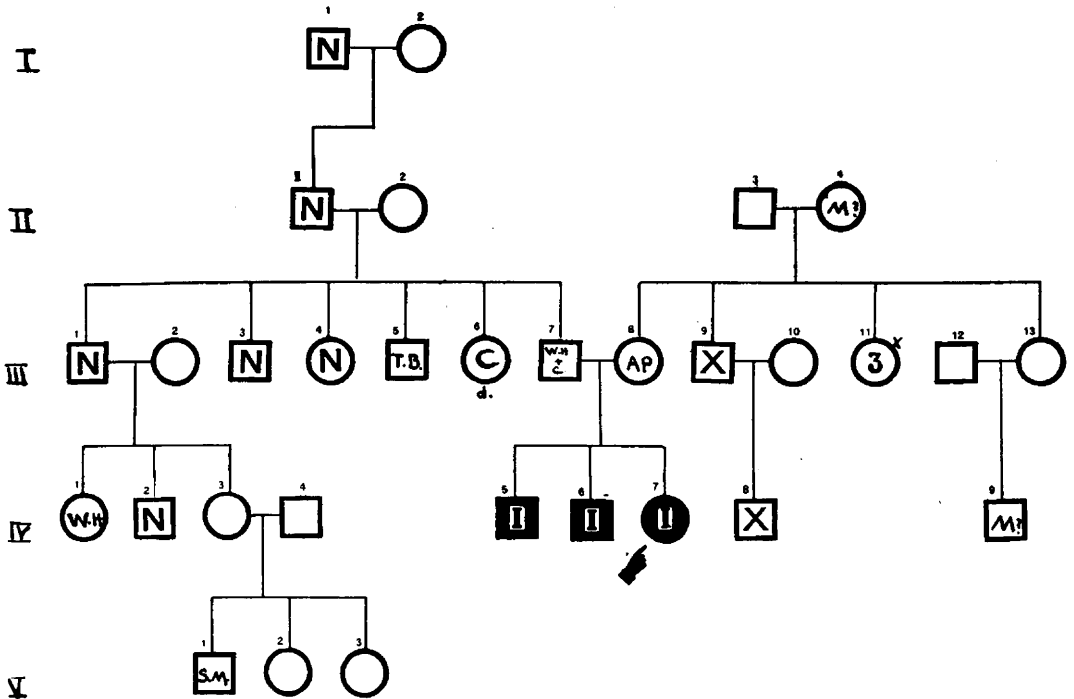 1 2
I N
1 2 3 4
II N M?
1 2 3 4 5 6 7 8 9 10 11 X 12 13
III N N N T.B. C W.H + C. AP X 3
d.
1 2 3 4 5 6 7 8 9
IV W.H N I I I X M?
1 2 3
V S.M.